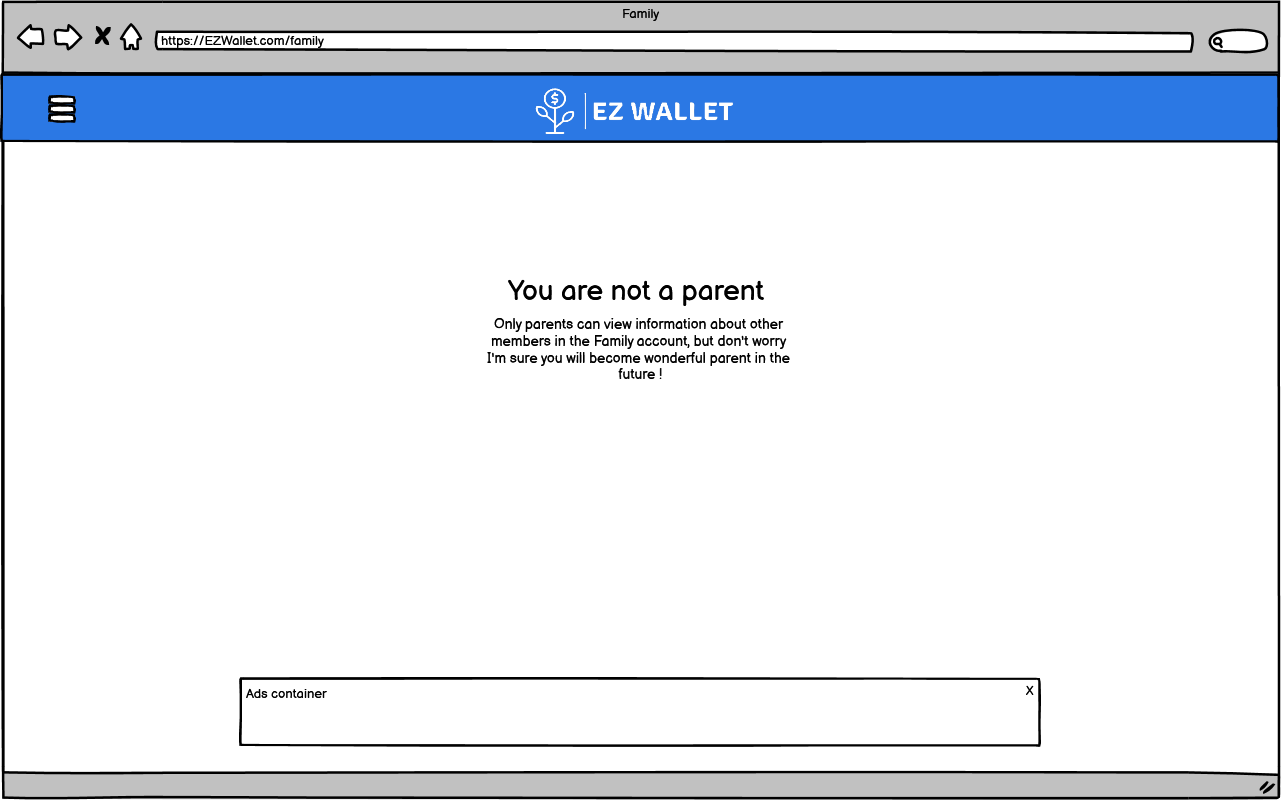 Family
https://EZWallet.com/family
EZ WALLET
You are not a parent
Only parents can view information about other
members in the Family account, but don't worry
I'm sure you will become wonderful parent in the
future !
Ads container
X